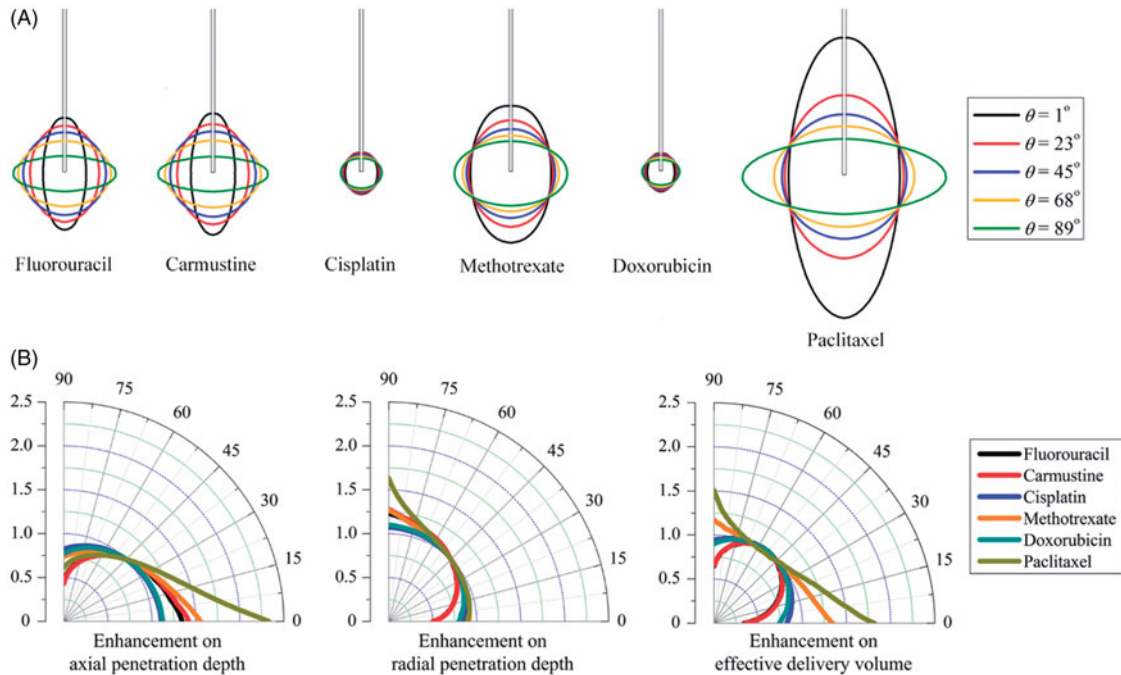 (A)
θ = 1°
θ = 23°
θ = 45°
θ = 68°
θ = 89°
Fluorouracil
Carmustine
Cisplatin
Methotrexate
Doxorubicin
Paclitaxel
(B)
90
75
60
45
30
15
0
2.5
2.0
1.5
1.0
0.5
0
Enhancement on
axial penetration depth
90
75
60
45
30
15
0
2.5
2.0
1.5
1.0
0.5
0
Enhancement on
radial penetration depth
90
75
60
45
30
15
0
2.5
2.0
1.5
1.0
0.5
0
Enhancement on
effective delivery volume
Fluorouracil
Carmustine
Cisplatin
Methotrexate
Doxorubicin
Paclitaxel